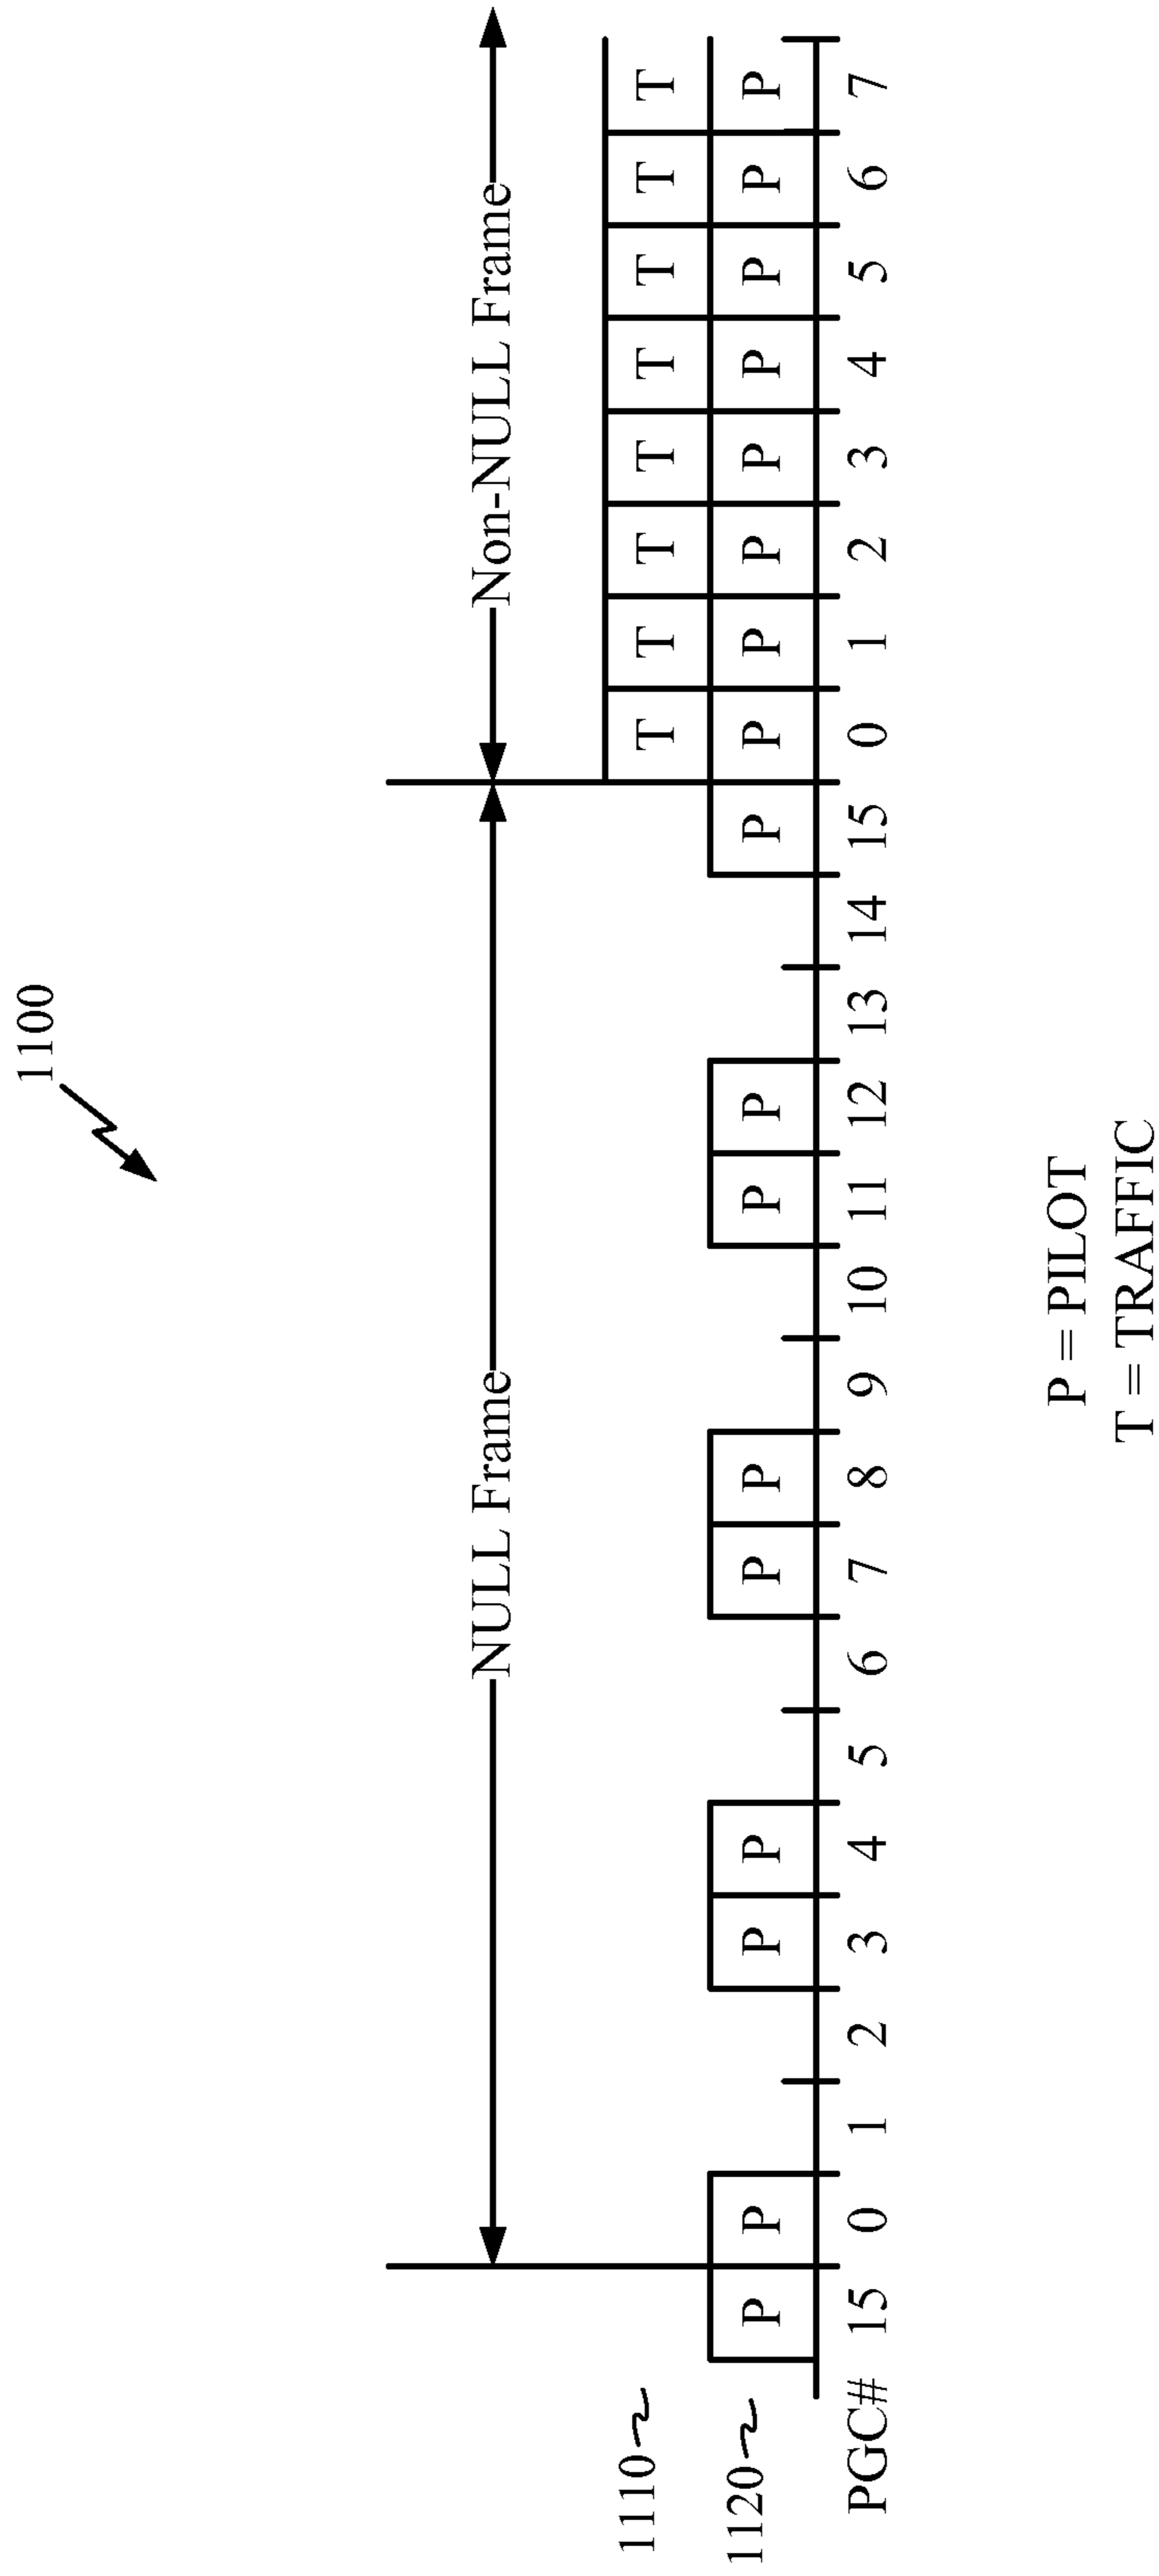 1100
NULL Frame Non-NULL Frame
1110 T T T T T T T T
1120 P P P P P P P P P P P P P P P P P
PGC# 15 0 1 2 3 4 5 6 7 8 9 10 11 12 13 14 15 0 1 2 3 4 5 6 7
P = PILOT
T = TRAFFIC